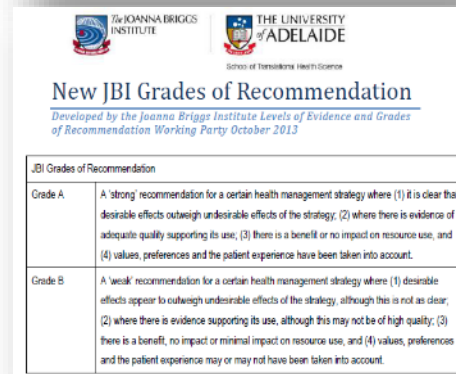 The JOANNA BRIGGS
INSTITUTE
THE UNIVERSITY
of ADELAIDE
School of Translational Health Science
New JBI Grades of Recommendation
Developed by the Joanna Briggs Institute Levels of Evidence and Grades
of Recommendation Working Party October 2013
JBI Grades of Recommendation
Grade A
A 'strong' recommendation for a certain health management strategy where (1) it is clear tha
desirable effects outweigh undesirable effects of the strategy; (2) where there is evidence of
adequate quality supporting its use; (3) there is a benefit or no impact on resource use, and
(4) values, preferences and the patient experience have been taken into account.
Grade B
A 'weak' recommendation for a certain health management strategy where (1) desirable
effects appear to outweigh undesirable effects of the strategy, although this is not as clear;
(2) where there is evidence supporting its use, although this may not be of high quality; (3)
there is a benefit, no impact or minimal impact on resource use, and (4) values, preferences
and the patient experience may or may not have been taken into account.